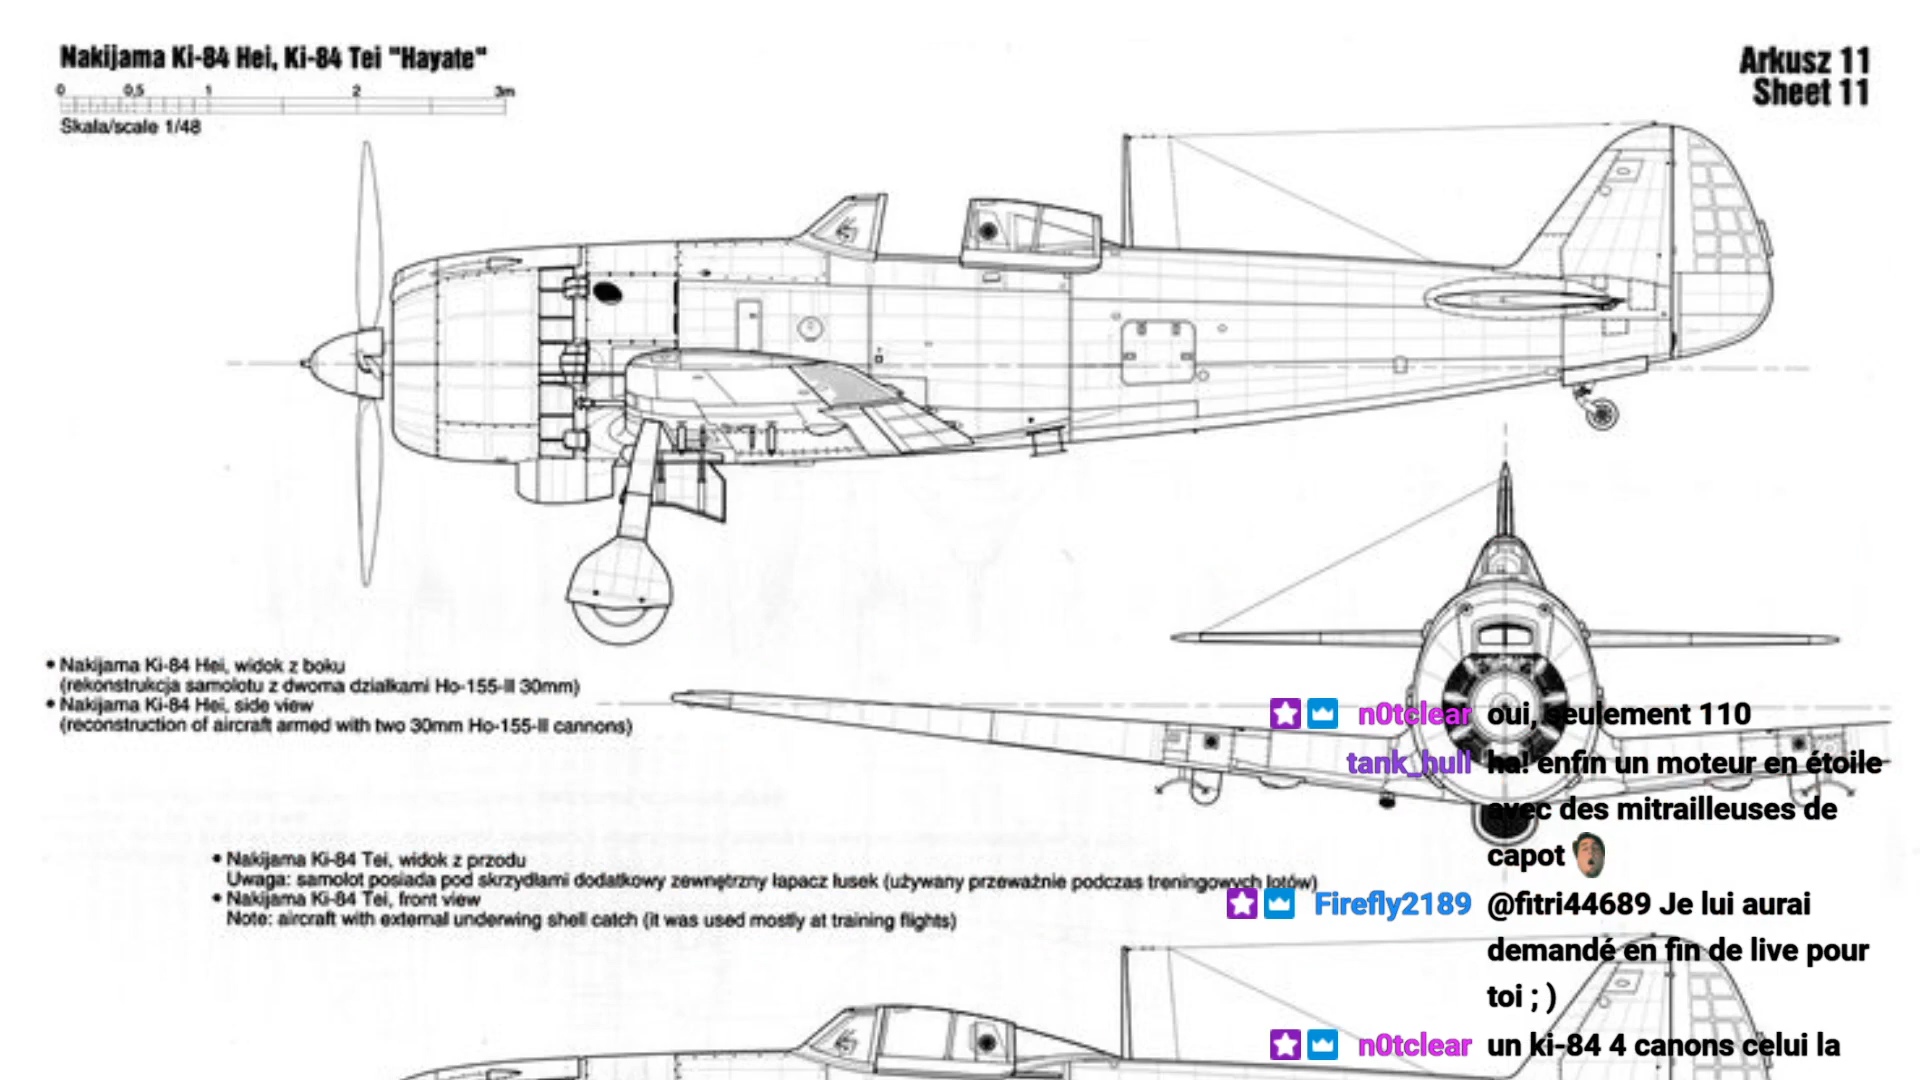 Nakijama Ki-84 Hei, Ki-84 Tei "Hayate"
Arkusz 11
Sheet 11
0 0,5 1 2 3m
Skala/scale 1/48
• Nakijama Ki-84 Hei, widok z boku
(rekonstrukcja samolotu z dwoma działkami Ho-155-II 30mm)
• Nakijama Ki-84 Hei, side view
(reconstruction of aircraft armed with two 30mm Ho-155-II cannons)
• Nakijama Ki-84 Tei, widok z przodu
Uwaga: samolot posiada pod skrzydłami dodatkowy zewnętrzny łapacz łusek (używany przeważnie podczas treningowych lotów)
• Nakijama Ki-84 Tei, front view
Note: aircraft with external underwing shell catch (it was used mostly at training flights)
n0tclear oui, seulement 110
tank_hull ha! enfin un moteur en étoile
avec des mitrailleuses de
capot
Firefly2189 @fitri44689 Je lui aurai
demandé en fin de live pour
toi ; )
n0tclear un ki-84 4 canons celui la